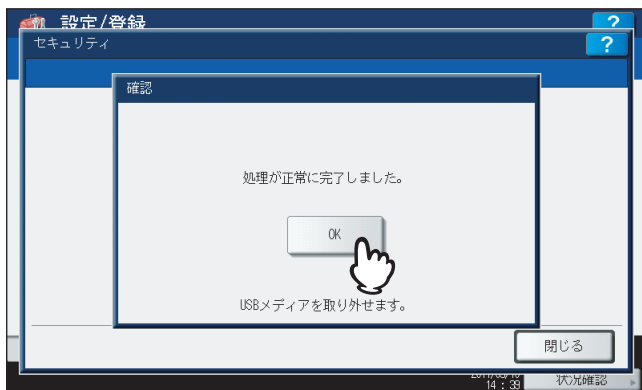 設定/登録
?
セキュリティ
?
確認
処理が正常に完了しました。
OK
USBメディアを取り外せます。
閉じる
14:39
状況確認